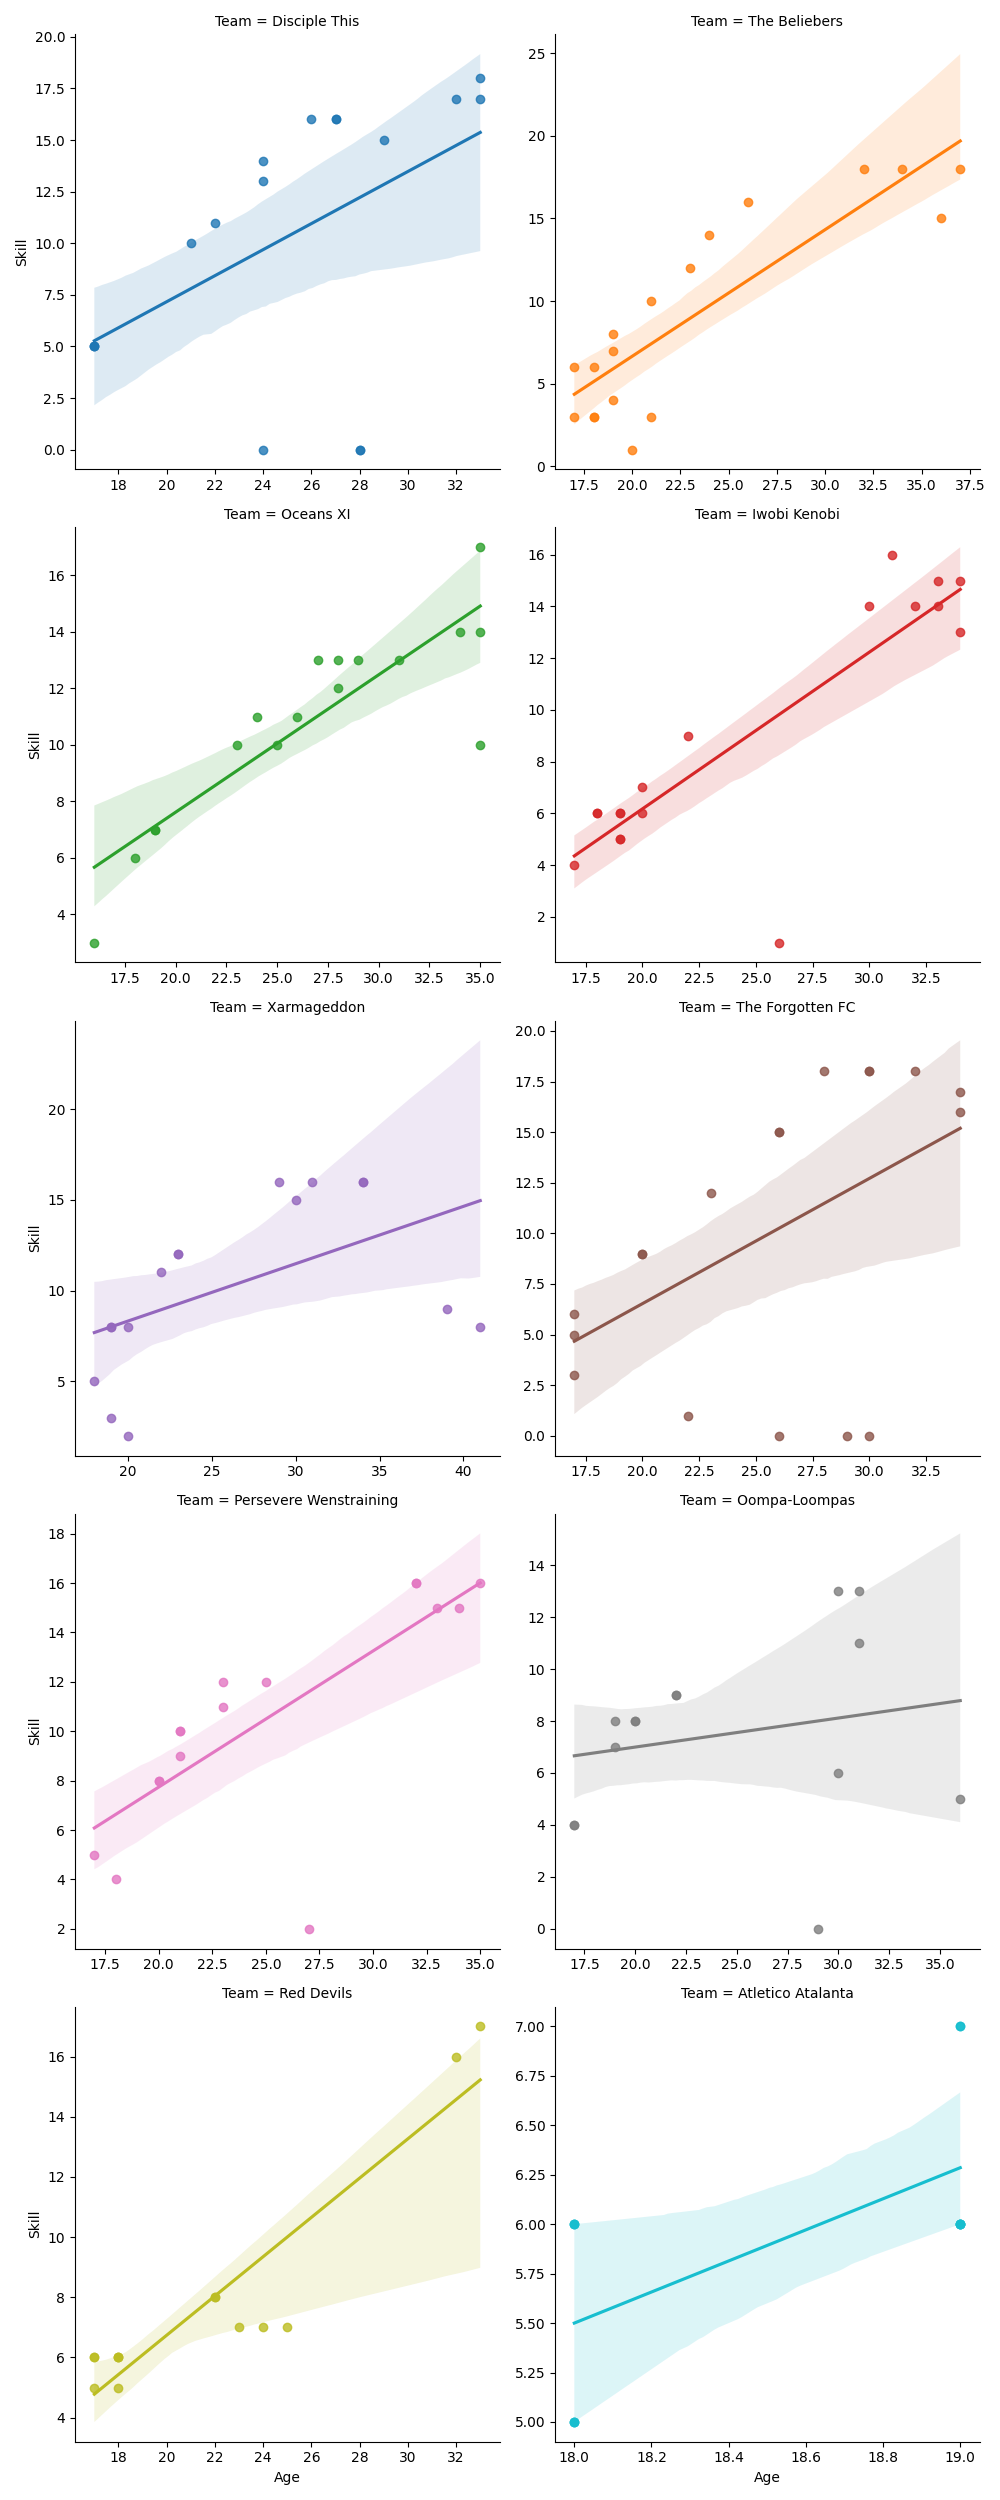 Team = Disciple This
Team = The Beliebers
20.0
17.5
15.0
12.5
10.0
7.5
5.0
2.5
0.0
Skill
18 20 22 24 26 28 30 32
25
20
15
10
5
0
17.5 20.0 22.5 25.0 27.5 30.0 32.5 35.0 37.5
Team = Oceans XI
Team = Iwobi Kenobi
16
14
12
10
8
6
4
Skill
17.5 20.0 22.5 25.0 27.5 30.0 32.5 35.0
16
14
12
10
8
6
4
2
17.5 20.0 22.5 25.0 27.5 30.0 32.5
Team = Xarmageddon
Team = The Forgotten FC
20
15
10
5
Skill
20 25 30 35 40
20.0
17.5
15.0
12.5
10.0
7.5
5.0
2.5
0.0
17.5 20.0 22.5 25.0 27.5 30.0 32.5
Team = Persevere Wenstraining
Team = Oompa-Loompas
18
16
14
12
10
8
6
4
2
Skill
17.5 20.0 22.5 25.0 27.5 30.0 32.5 35.0
14
12
10
8
6
4
2
0
17.5 20.0 22.5 25.0 27.5 30.0 32.5 35.0
Team = Red Devils
Team = Atletico Atalanta
16
14
12
10
8
6
4
Skill
18 20 22 24 26 28 30 32
Age
7.00
6.75
6.50
6.25
6.00
5.75
5.50
5.25
5.00
18.0 18.2 18.4 18.6 18.8 19.0
Age